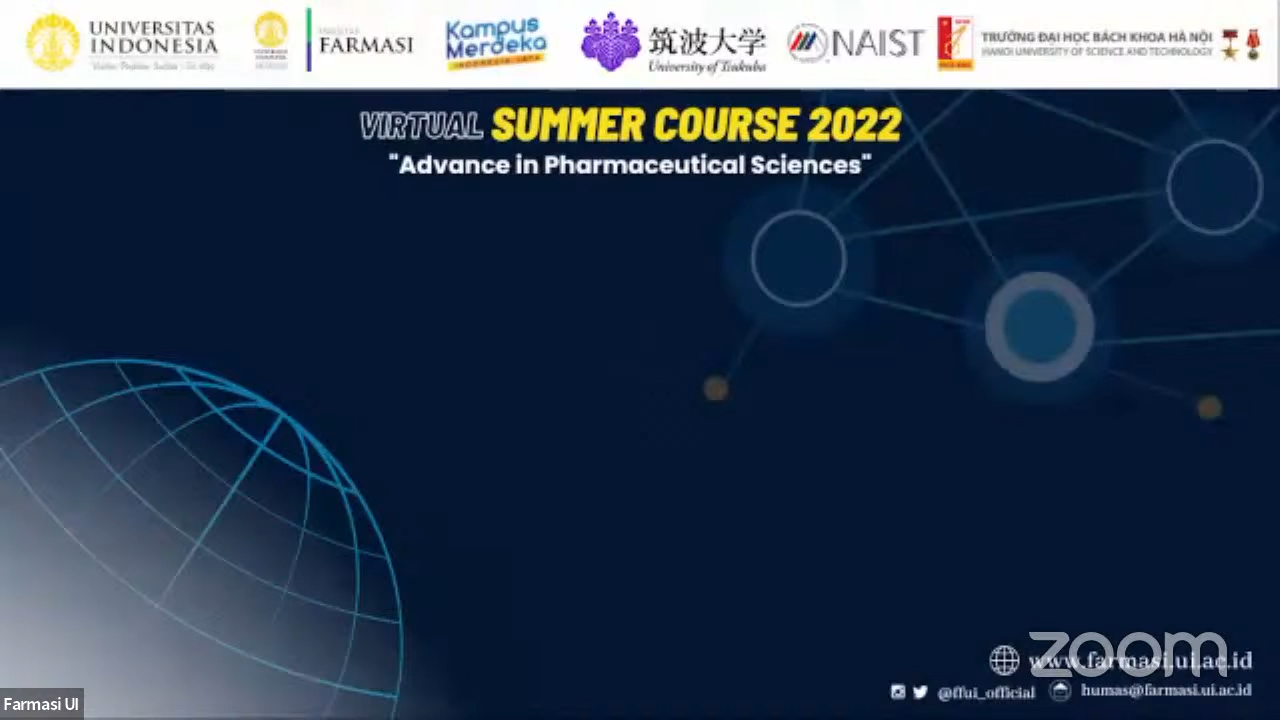 UNIVERSITAS
INDONESIA
FARMASI
Kampus
Merdeka
INDONESIA JAYA
筑波大学
University of Tsukuba
NAIST
TRƯỜNG ĐẠI HỌC BÁCH KHOA HÀ NỘI
HANOI UNIVERSITY OF SCIENCE AND TECHNOLOGY
VIRTUAL SUMMER COURSE 2022
"Advance in Pharmaceutical Sciences"
zoom
www.farmasi.ui.ac.id
@ffui_official humas@farmasi.ui.ac.id
Farmasi UI